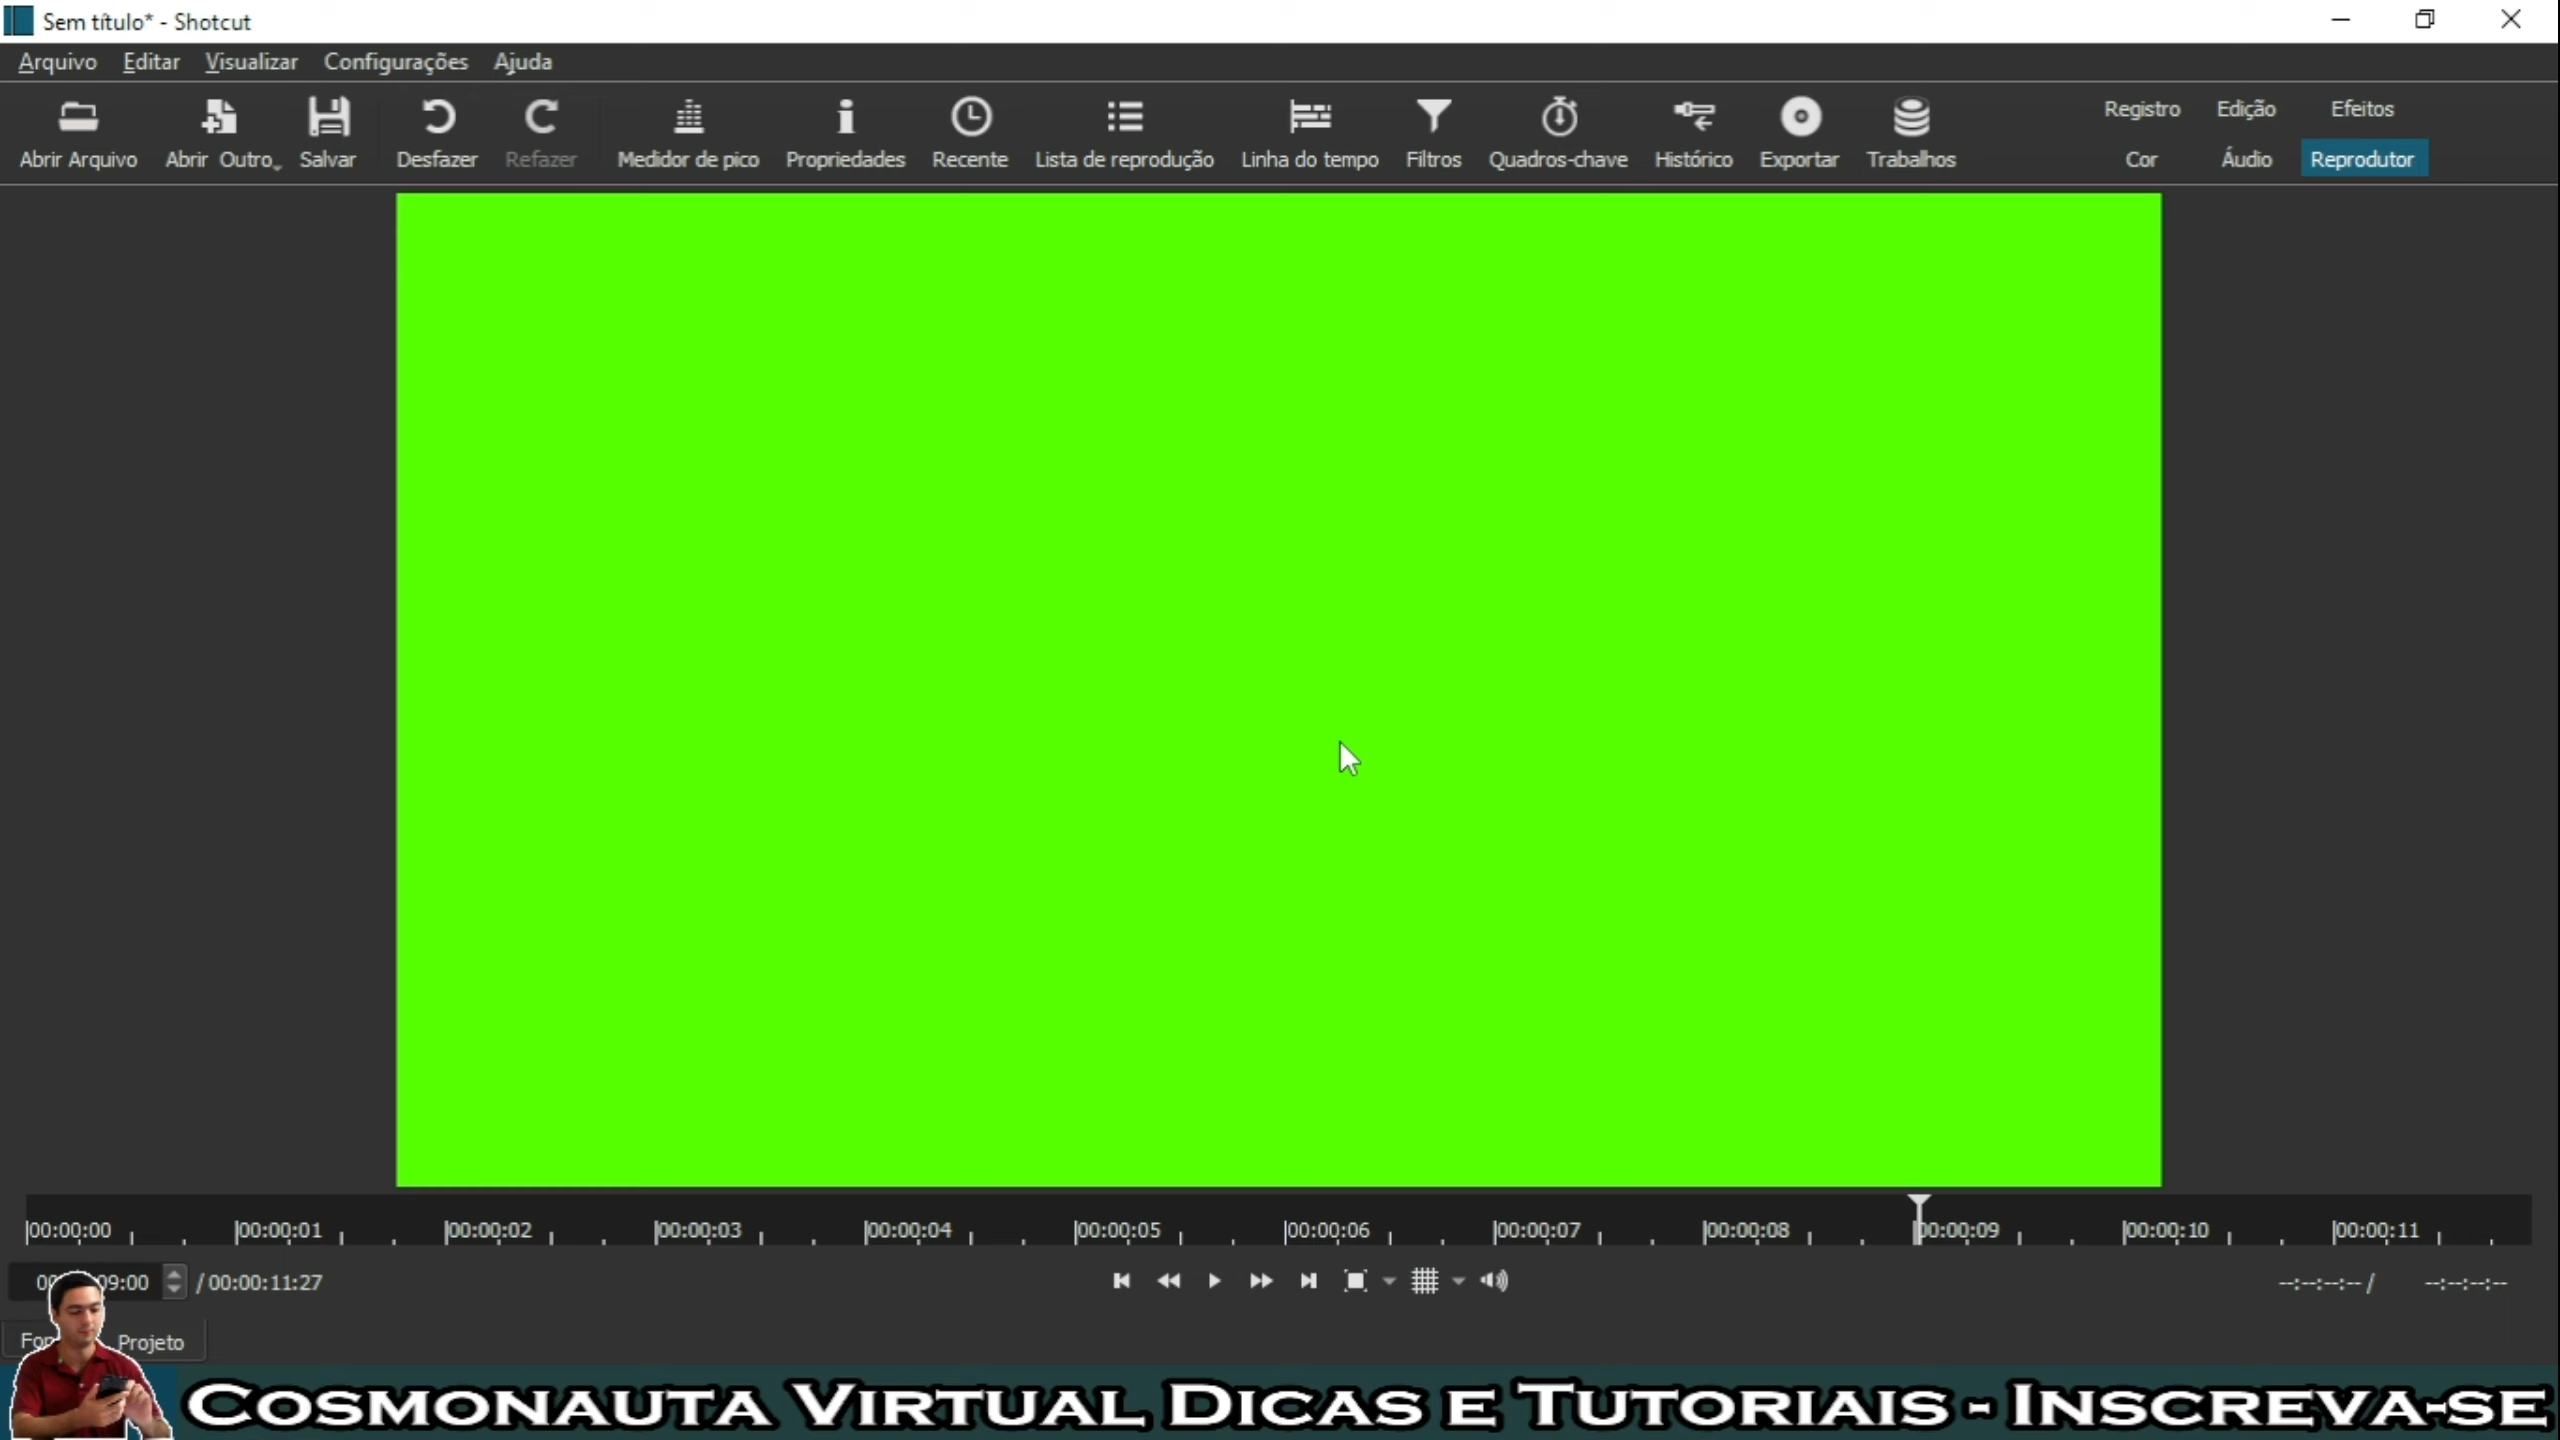 Sem título* - Shotcut
Arquivo Editar Visualizar Configurações Ajuda
Abrir Arquivo Abrir Outro Salvar Desfazer Refazer Medidor de pico Propriedades Recente Lista de reprodução Linha do tempo Filtros Quadros-chave Histórico Exportar Trabalhos
Registro Edição Efeitos
Cor Áudio Reprodutor
00:00:00 00:00:01 00:00:02 00:00:03 00:00:04 00:00:05 00:00:06 00:00:07 00:00:08 00:00:09 00:00:10 00:00:11
09:00 / 00:00:11:27 --:--:--:-- / --:--:--:--
Projeto
Cosmonauta Virtual Dicas e Tutoriais - Inscreva-se